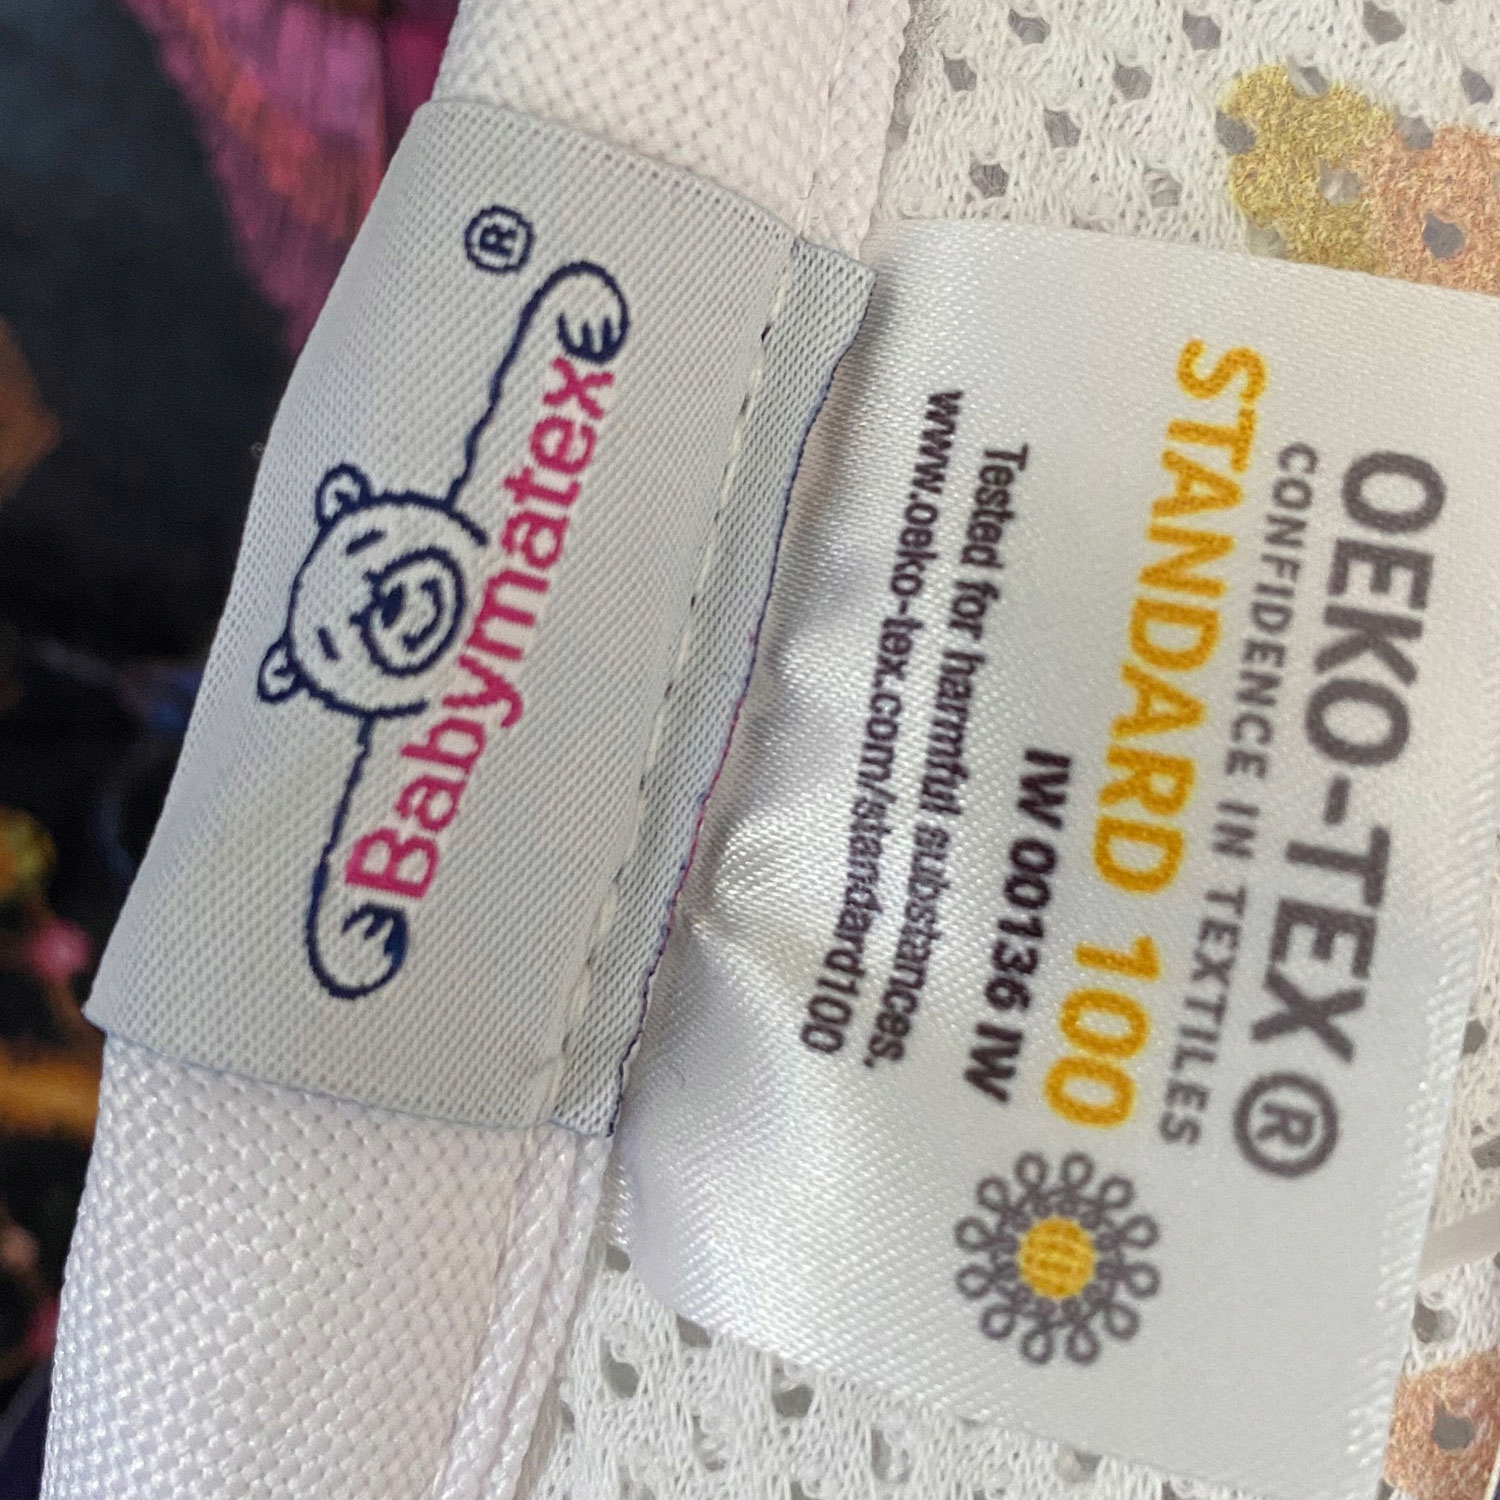 Babymatex®
OEKO-TEX®
CONFIDENCE IN TEXTILES
STANDARD 100
IW 00136 IW
Tested for harmful substances.
www.oeko-tex.com/standard100